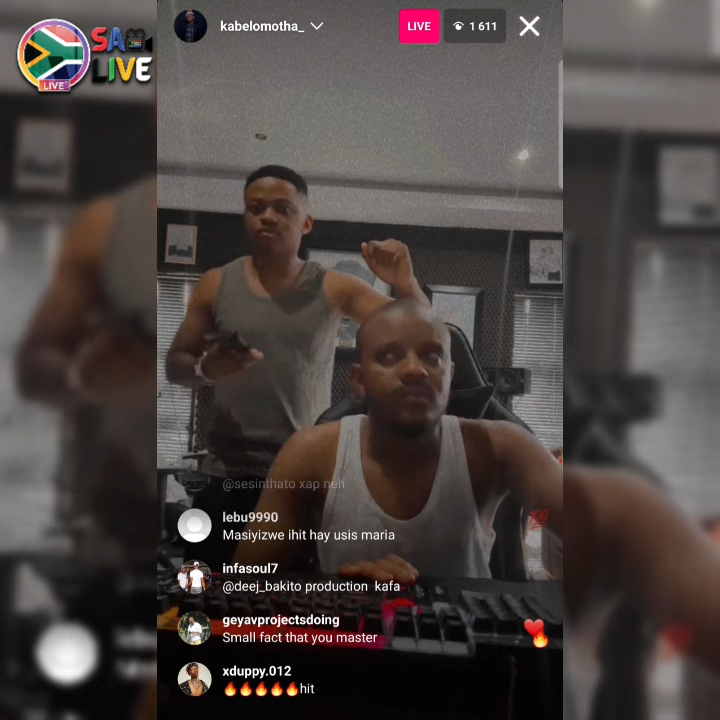 SA
LIVE
LIVE
kabelomotha_
LIVE
1 611
@sesinthato xap neh
lebu9990
Masiyizwe ihit hay usis maria
infasoul7
@deej_bakito production kafa
geyavprojectsdoing
Small fact that you master
xduppy.012
🔥🔥🔥🔥🔥hit
💯